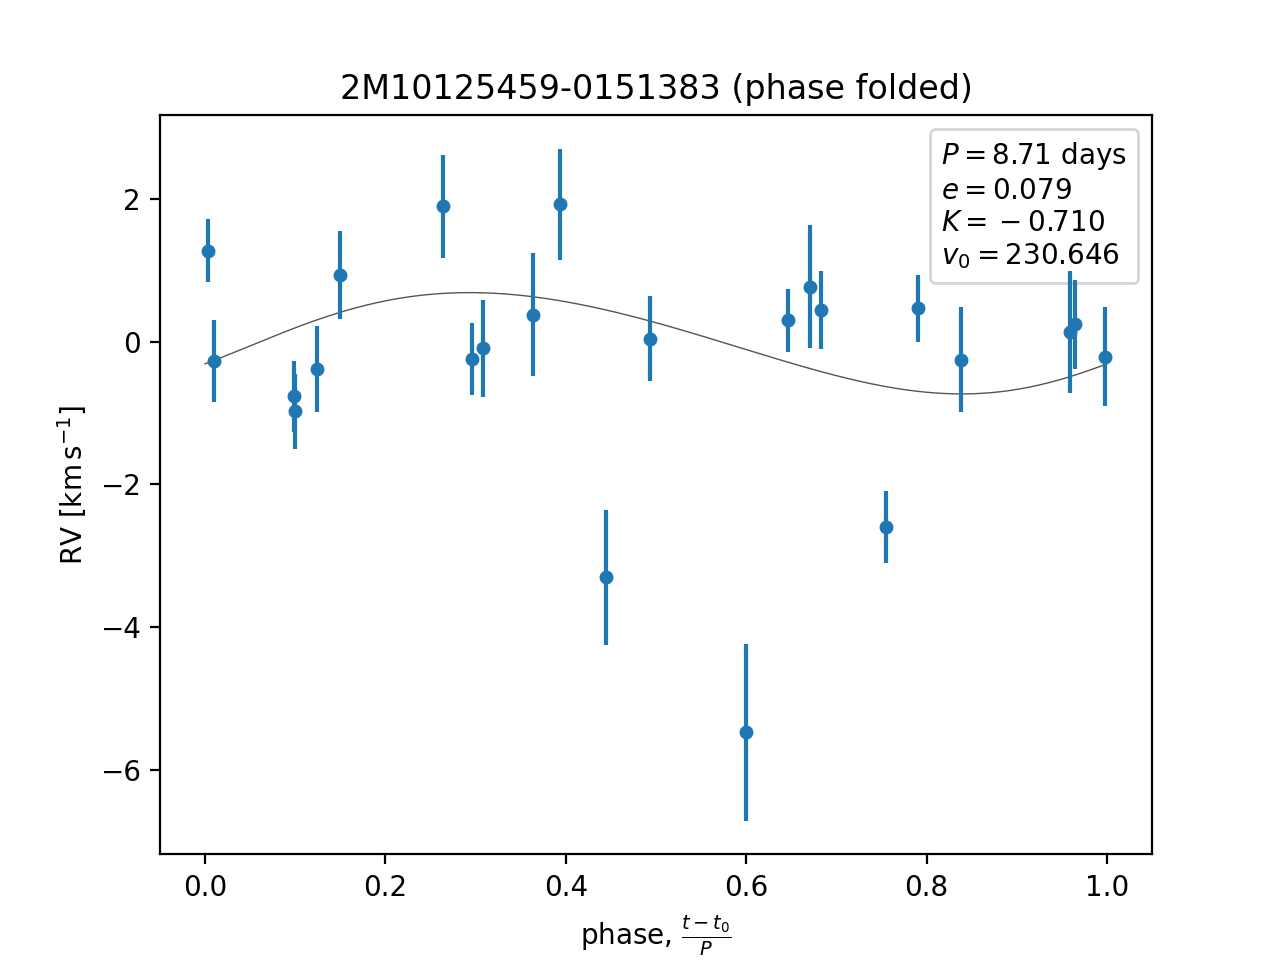 2M10125459-0151383 (phase folded)
P = 8.71 days
e = 0.079
K = −0.710
v₀ = 230.646
2
0
−2
−4
−6
RV [km s⁻¹]
0.0 0.2 0.4 0.6 0.8 1.0
phase, (t − t₀)/P